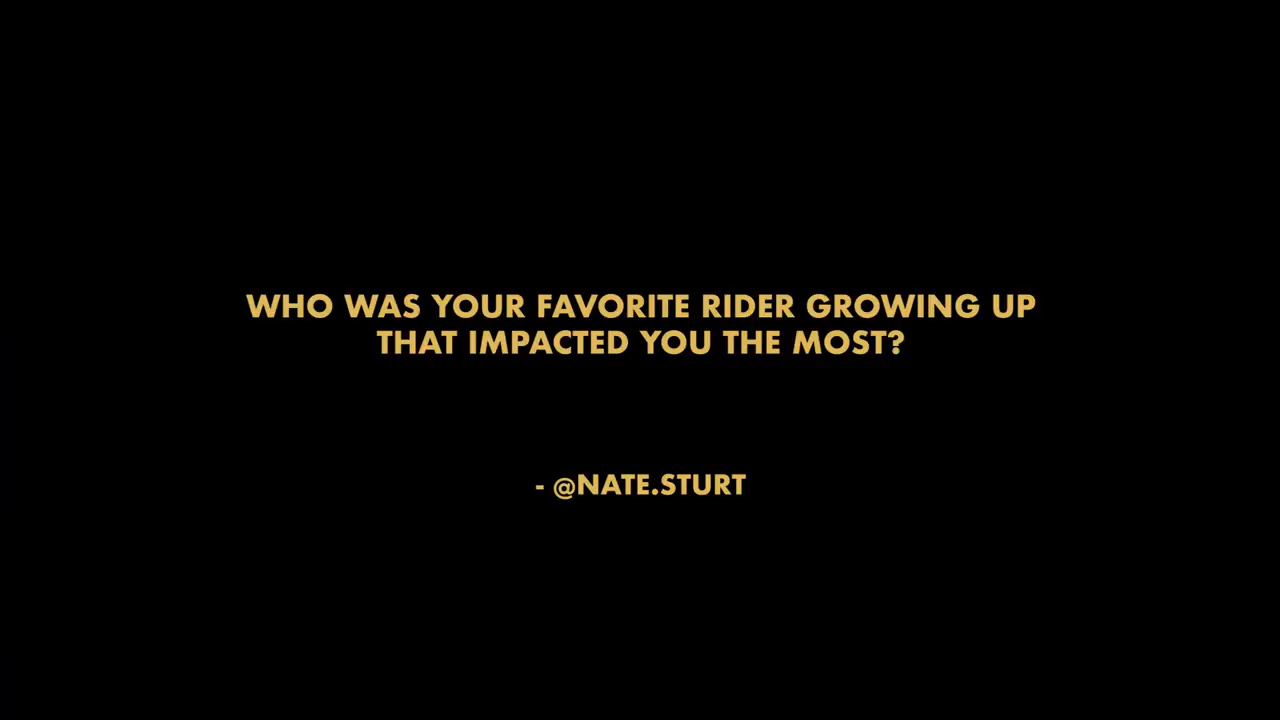 WHO WAS YOUR FAVORITE RIDER GROWING UP
THAT IMPACTED YOU THE MOST?
- @NATE.STURT